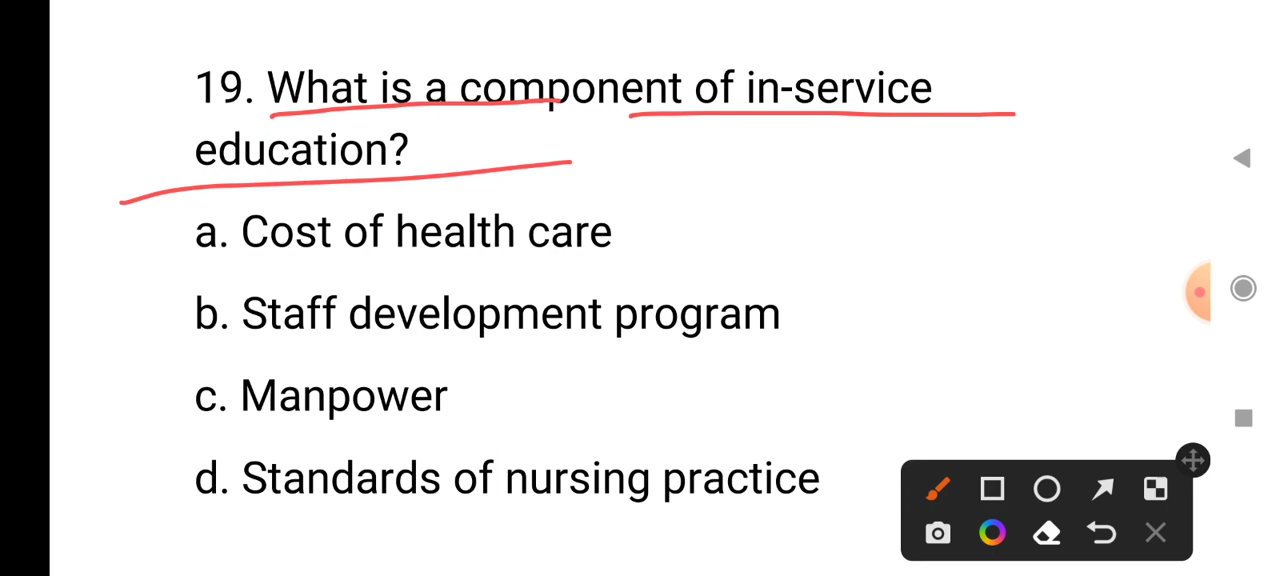 19. What is a component of in-service
education?
a. Cost of health care
b. Staff development program
c. Manpower
d. Standards of nursing practice